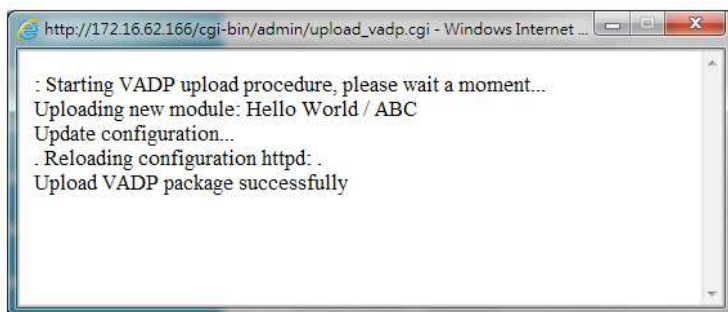 http://172.16.62.166/cgi-bin/admin/upload_vadp.cgi - Windows Internet ...
: Starting VADP upload procedure, please wait a moment...
Uploading new module: Hello World / ABC
Update configuration...
. Reloading configuration httpd: .
Upload VADP package successfully